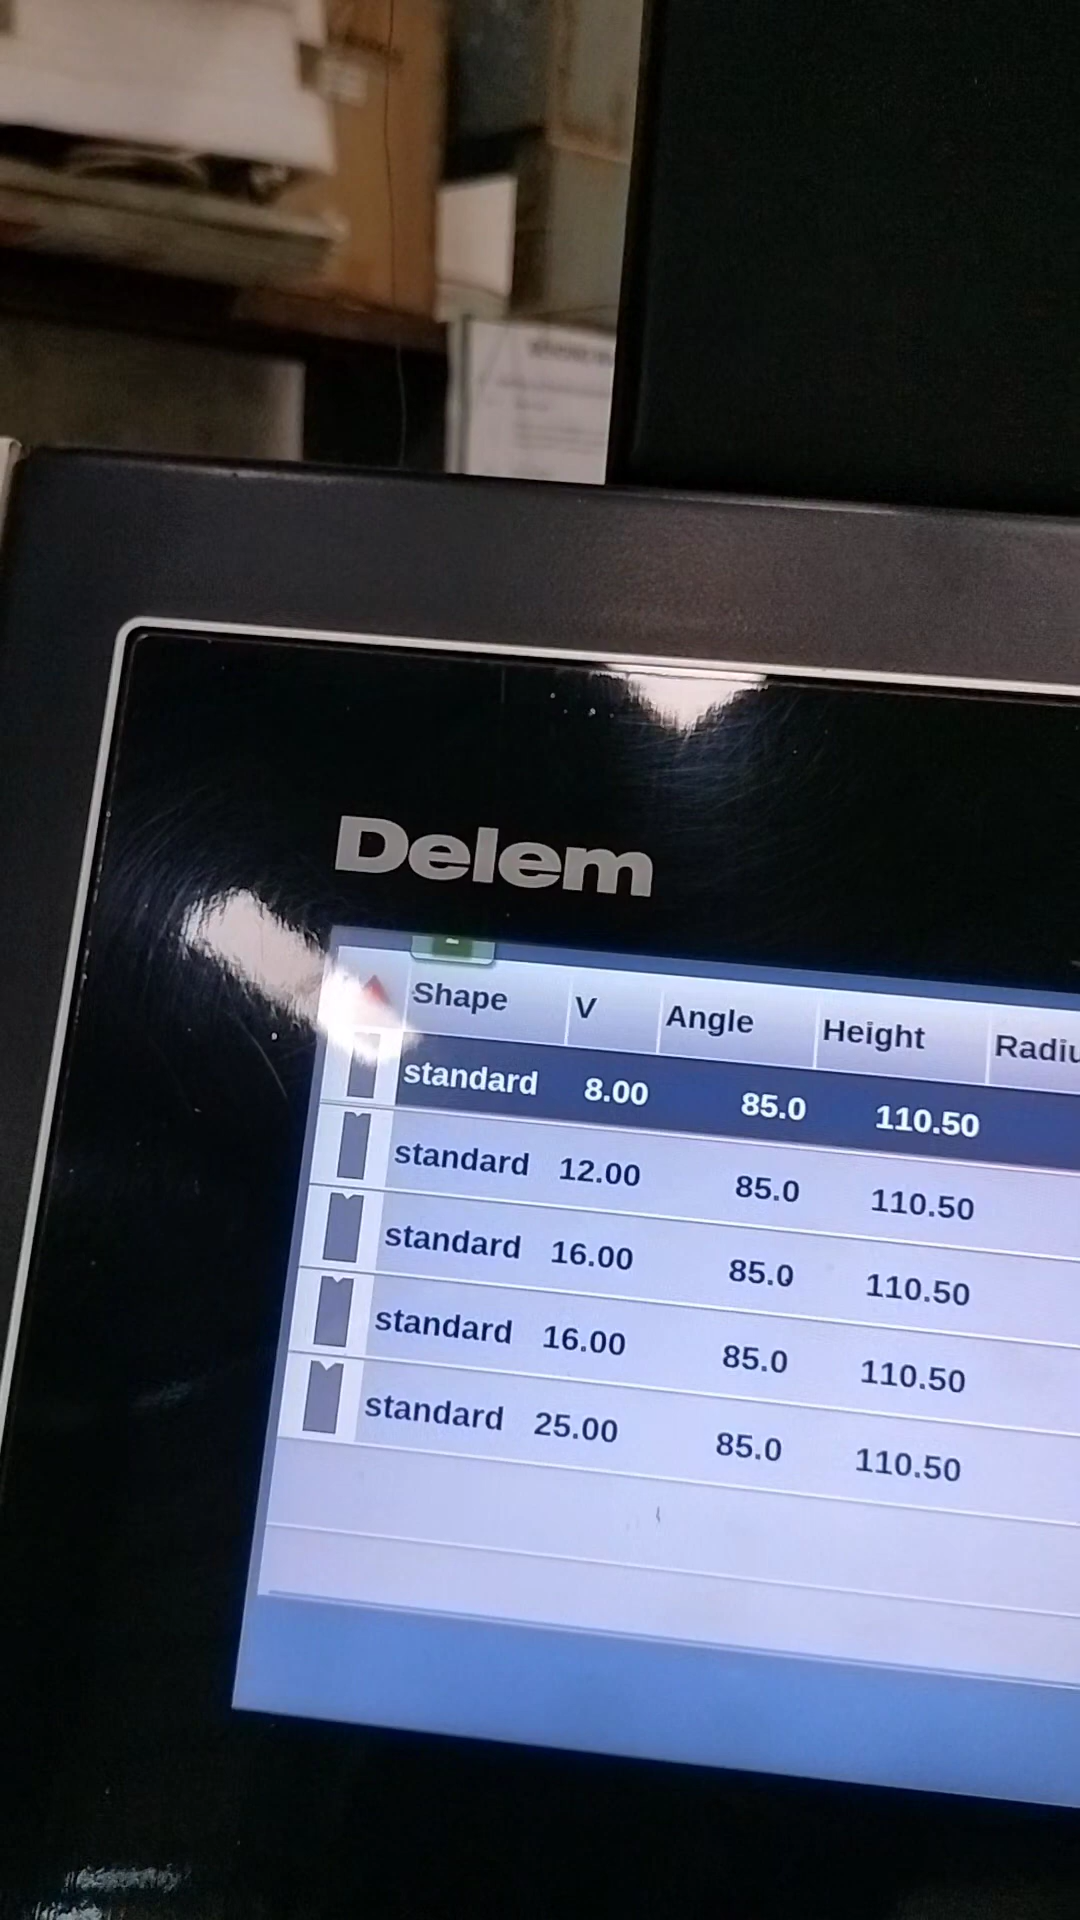 Delem
Shape V Angle Height Radiu
standard 8.00 85.0 110.50
standard 12.00 85.0 110.50
standard 16.00 85.0 110.50
standard 16.00 85.0 110.50
standard 25.00 85.0 110.50